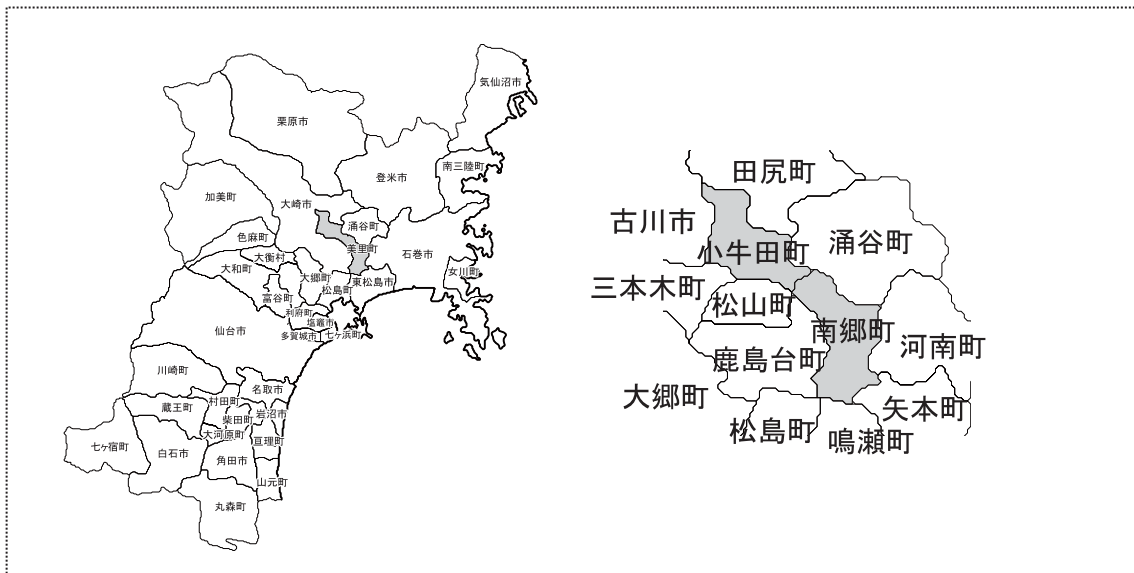 気仙沼市
栗原市
南三陸町
登米市
加美町
大崎市
涌谷町
色麻町
美里町
石巻市
大衡村
大和町
女川町
大郷町
東松島市
松島町
富谷町
利府町
塩竈市
仙台市
多賀城市
七ヶ浜町
川崎町
名取市
村田町
蔵王町
岩沼市
柴田町
大河原町
亘理町
七ヶ宿町
白石市
角田市
山元町
丸森町
田尻町
古川市
涌谷町
小牛田町
三本木町
松山町
南郷町
河南町
鹿島台町
大郷町
矢本町
松島町
鳴瀬町